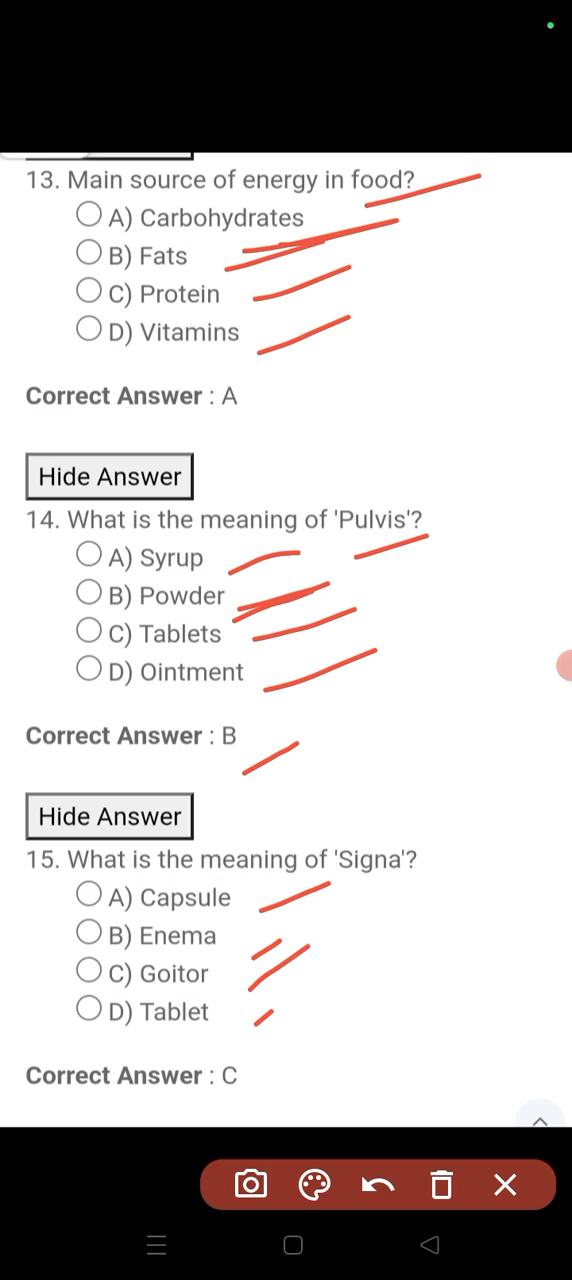 13. Main source of energy in food?
A) Carbohydrates
B) Fats
C) Protein
D) Vitamins
Correct Answer : A
Hide Answer
14. What is the meaning of 'Pulvis'?
A) Syrup
B) Powder
C) Tablets
D) Ointment
Correct Answer : B
Hide Answer
15. What is the meaning of 'Signa'?
A) Capsule
B) Enema
C) Goitor
D) Tablet
Correct Answer : C